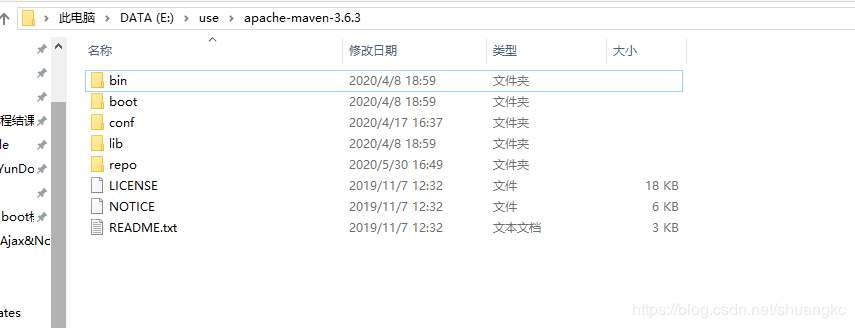 此电脑 > DATA (E:) > use > apache-maven-3.6.3
名称 修改日期 类型 大小
bin 2020/4/8 18:59 文件夹
boot 2020/4/8 18:59 文件夹
conf 2020/4/17 16:37 文件夹
lib 2020/4/8 18:59 文件夹
repo 2020/5/30 16:49 文件夹
LICENSE 2019/11/7 12:32 文件 18 KB
NOTICE 2019/11/7 12:32 文件 6 KB
README.txt 2019/11/7 12:32 文本文档 3 KB
程结课
le
YunDo
boot标
Ajax&Nc
ates
https://blog.csdn.net/shuangkc